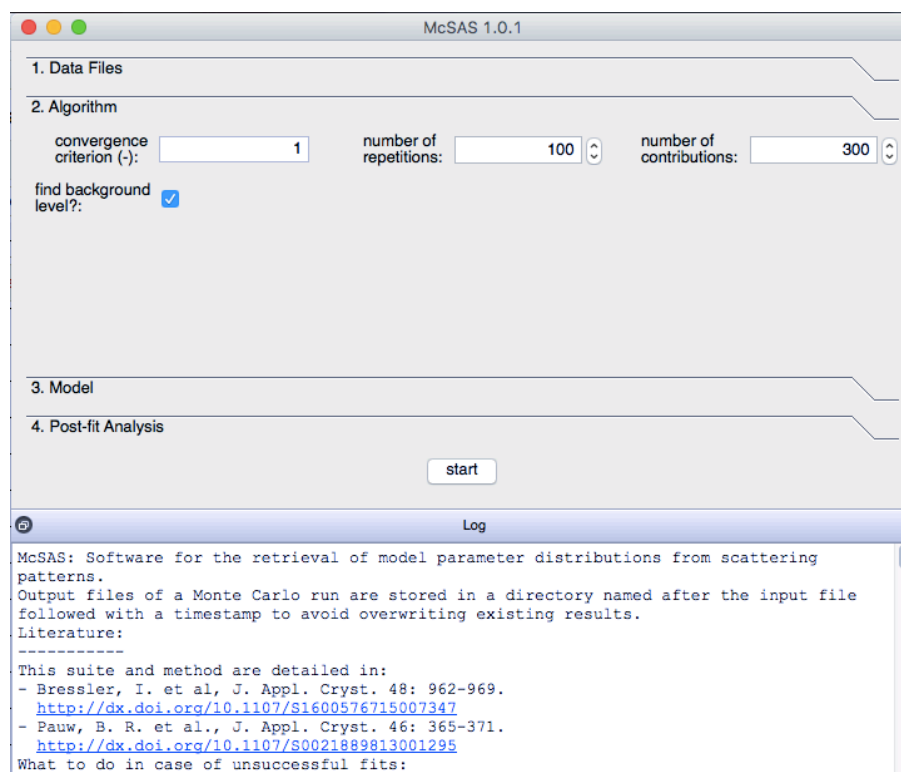 McSAS 1.0.1
1. Data Files
2. Algorithm
convergence
criterion (-):
1
number of
repetitions:
100
number of
contributions:
300
find background
level?:
3. Model
4. Post-fit Analysis
start
Log
McSAS: Software for the retrieval of model parameter distributions from scattering
patterns.
Output files of a Monte Carlo run are stored in a directory named after the input file
followed with a timestamp to avoid overwriting existing results.
Literature:
-----------
This suite and method are detailed in:
- Bressler, I. et al, J. Appl. Cryst. 48: 962-969.
http://dx.doi.org/10.1107/S1600576715007347
- Pauw, B. R. et al., J. Appl. Cryst. 46: 365-371.
http://dx.doi.org/10.1107/S0021889813001295
What to do in case of unsuccessful fits: